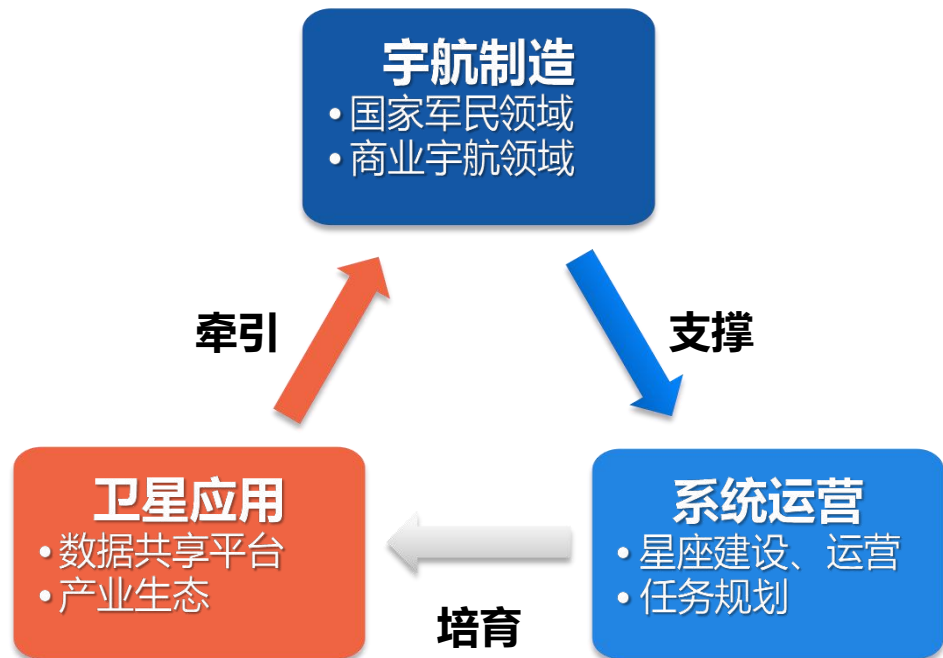 宇航制造
• 国家军民领域
• 商业宇航领域
牵引
支撑
卫星应用
• 数据共享平台
• 产业生态
系统运营
• 星座建设、运营
• 任务规划
培育